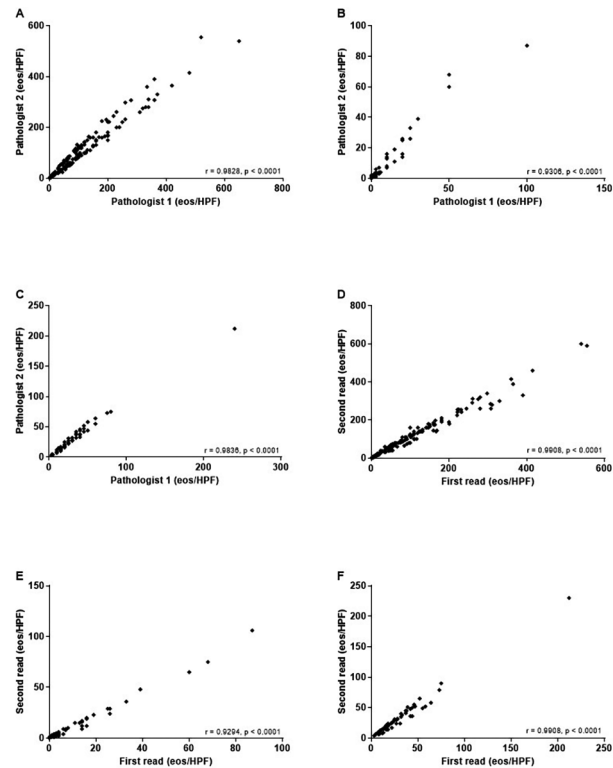 A
Pathologist 2 (eos/HPF)
600
400
200
0
0 200 400 600 800
r = 0.9828, p < 0.0001
Pathologist 1 (eos/HPF)
B
Pathologist 2 (eos/HPF)
100
80
60
40
20
0
0 50 100 150
r = 0.9306, p < 0.0001
Pathologist 1 (eos/HPF)
C
Pathologist 2 (eos/HPF)
250
200
150
100
50
0
0 100 200 300
r = 0.9836, p < 0.0001
Pathologist 1 (eos/HPF)
D
Second read (eos/HPF)
800
600
400
200
0
0 200 400 600
r = 0.9908, p < 0.0001
First read (eos/HPF)
E
Second read (eos/HPF)
150
100
50
0
0 20 40 60 80 100
r = 0.9294, p < 0.0001
First read (eos/HPF)
F
Second read (eos/HPF)
250
200
150
100
50
0
0 50 100 150 200 250
r = 0.9908, p < 0.0001
First read (eos/HPF)